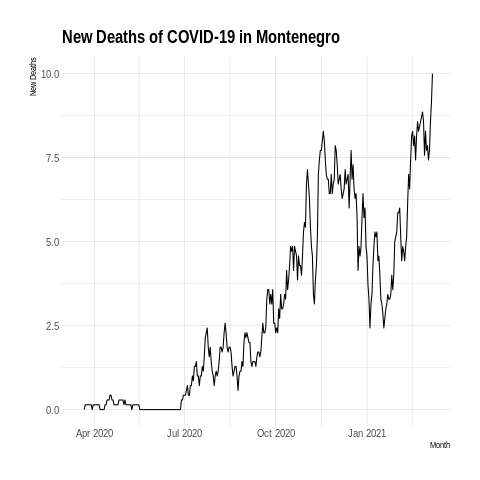 New Deaths of COVID-19 in Montenegro
New Deaths
10.0
7.5
5.0
2.5
0.0
Apr 2020 Jul 2020 Oct 2020 Jan 2021
Month